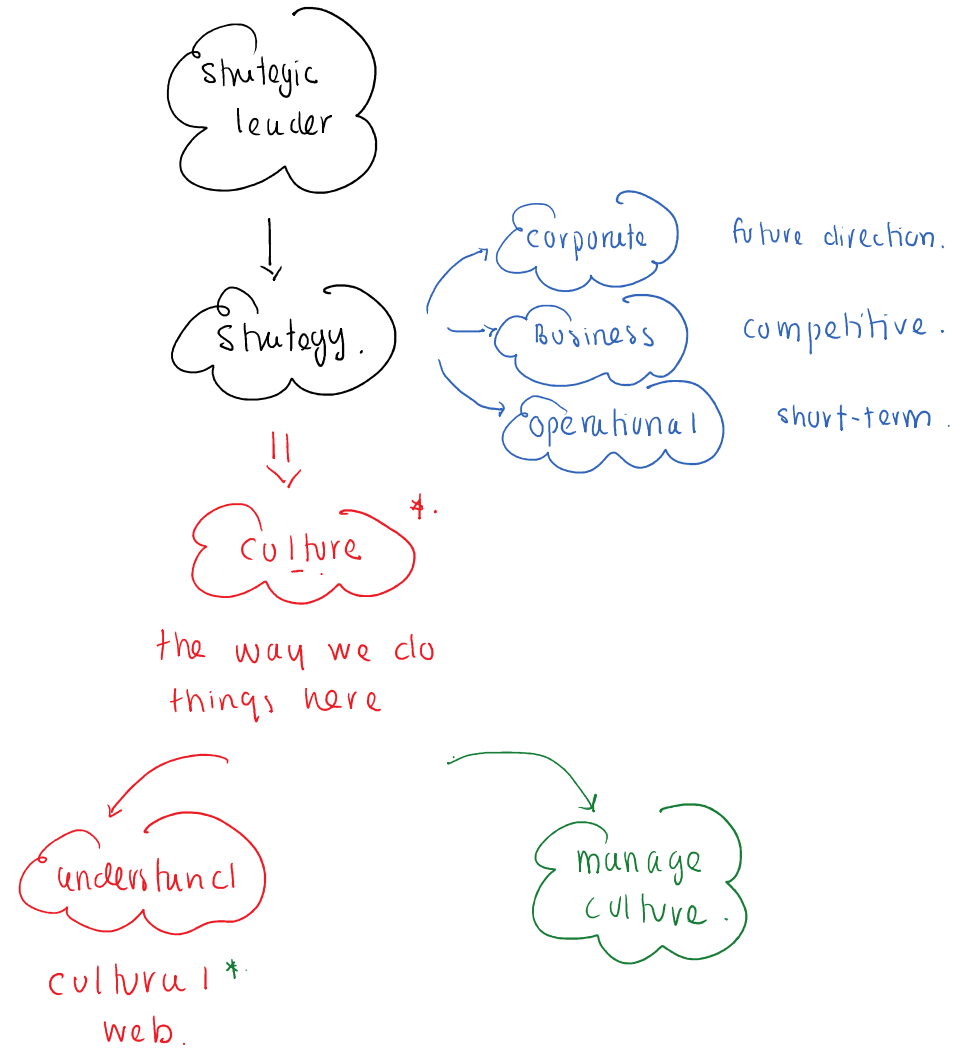 strategic
leader
corporate future direction.
strategy.
Business competitive.
operational short-term.
culture *.
the way we do
things here
understand
manage
culture.
cultural *
web.